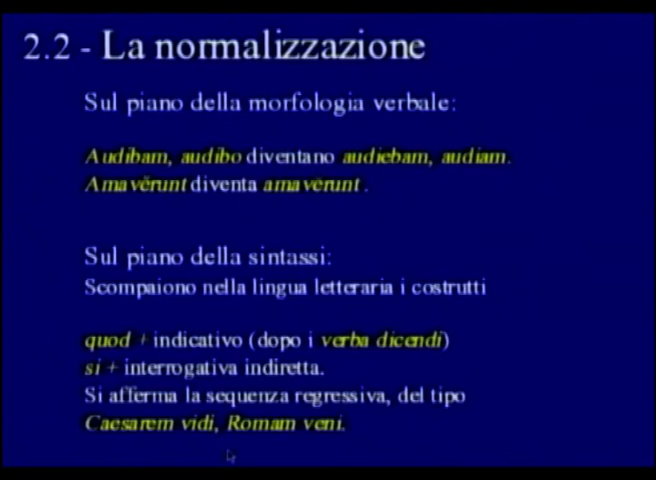 2.2 - La normalizzazione
Sul piano della morfologia verbale:
Audibam, audibo diventano audiebam, audiam.
Amavĕrunt diventa amavērunt.
Sul piano della sintassi:
Scompaiono nella lingua letteraria i costrutti
quod + indicativo (dopo i verba dicendi)
si + interrogativa indiretta.
Si afferma la sequenza regressiva, del tipo
Caesarem vidi, Romam veni.